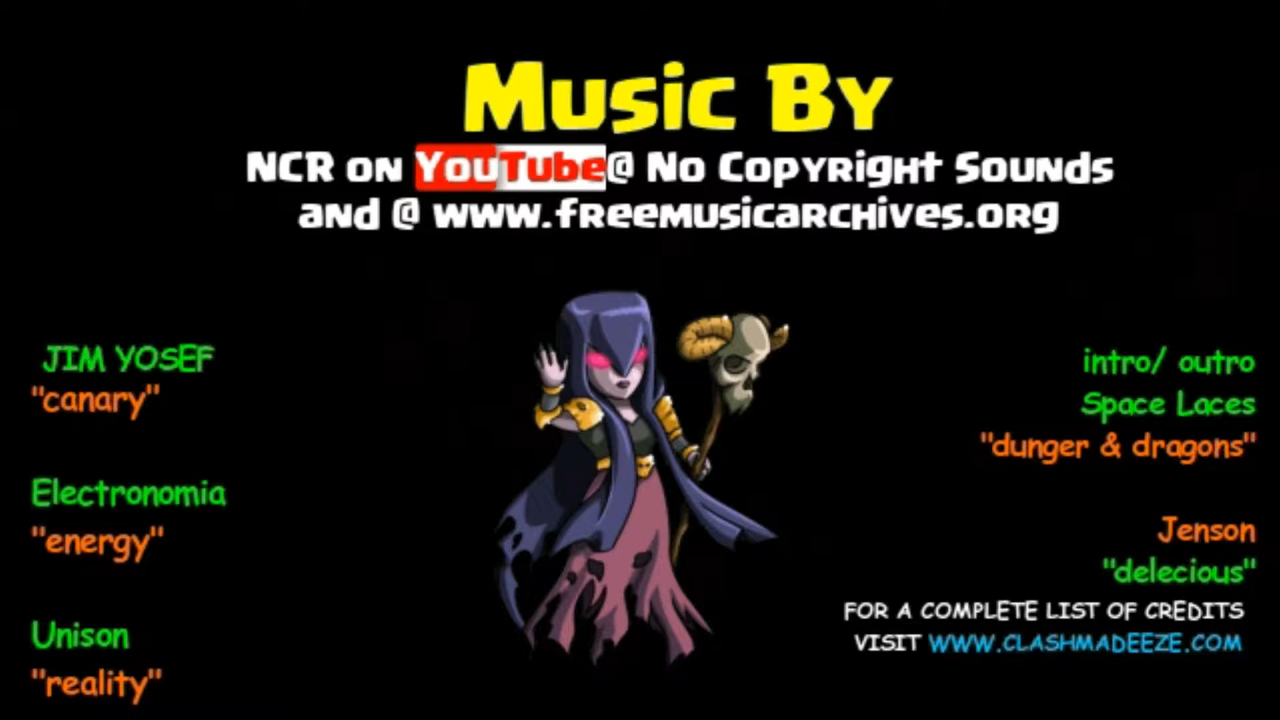 Music By
NCR on YouTube@ No Copyright Sounds
and @ www.freemusicarchives.org
JIM YOSEF
"canary"
Electronomia
"energy"
Unison
"reality"
intro/ outro
Space Laces
"dunger & dragons"
Jenson
"delecious"
FOR A COMPLETE LIST OF CREDITS
VISIT WWW.CLASHMADEEZE.COM